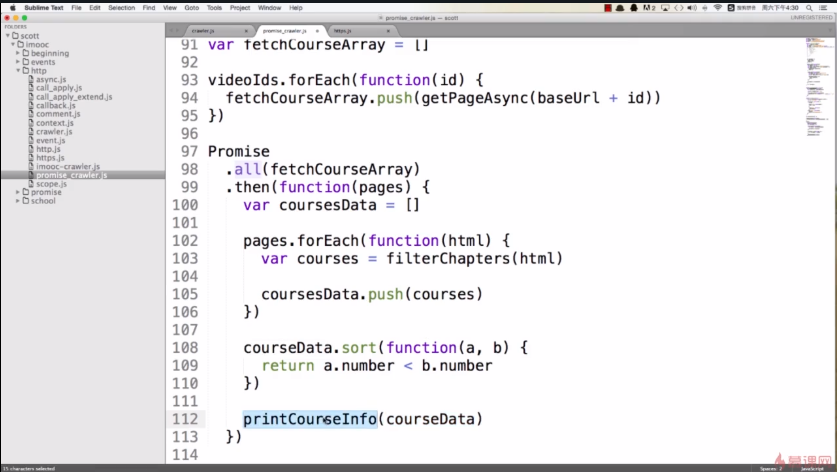 Sublime Text File Edit Selection Find View Goto Tools Project Window Help
周六下午4:30
promise_crawler.js — scott
UNREGISTERED
FOLDERS
scott
imooc
beginning
events
http
async.js
call_apply.js
call_apply_extend.js
callback.js
comment.js
context.js
crawler.js
event.js
http.js
https.js
imooc-crawler.js
promise_crawler.js
scope.js
promise
school
crawler.js
promise_crawler.js
https.js
91 var fetchCourseArray = []
92
93 videoIds.forEach(function(id) {
94 fetchCourseArray.push(getPageAsync(baseUrl + id))
95 })
96
97 Promise
98 .all(fetchCourseArray)
99 .then(function(pages) {
100 var coursesData = []
101
102 pages.forEach(function(html) {
103 var courses = filterChapters(html)
104
105 coursesData.push(courses)
106 })
107
108 courseData.sort(function(a, b) {
109 return a.number < b.number
110 })
111
112 printCourseInfo(courseData)
113 })
114
15 characters selected
Spaces: 2
JavaScript
慕课网